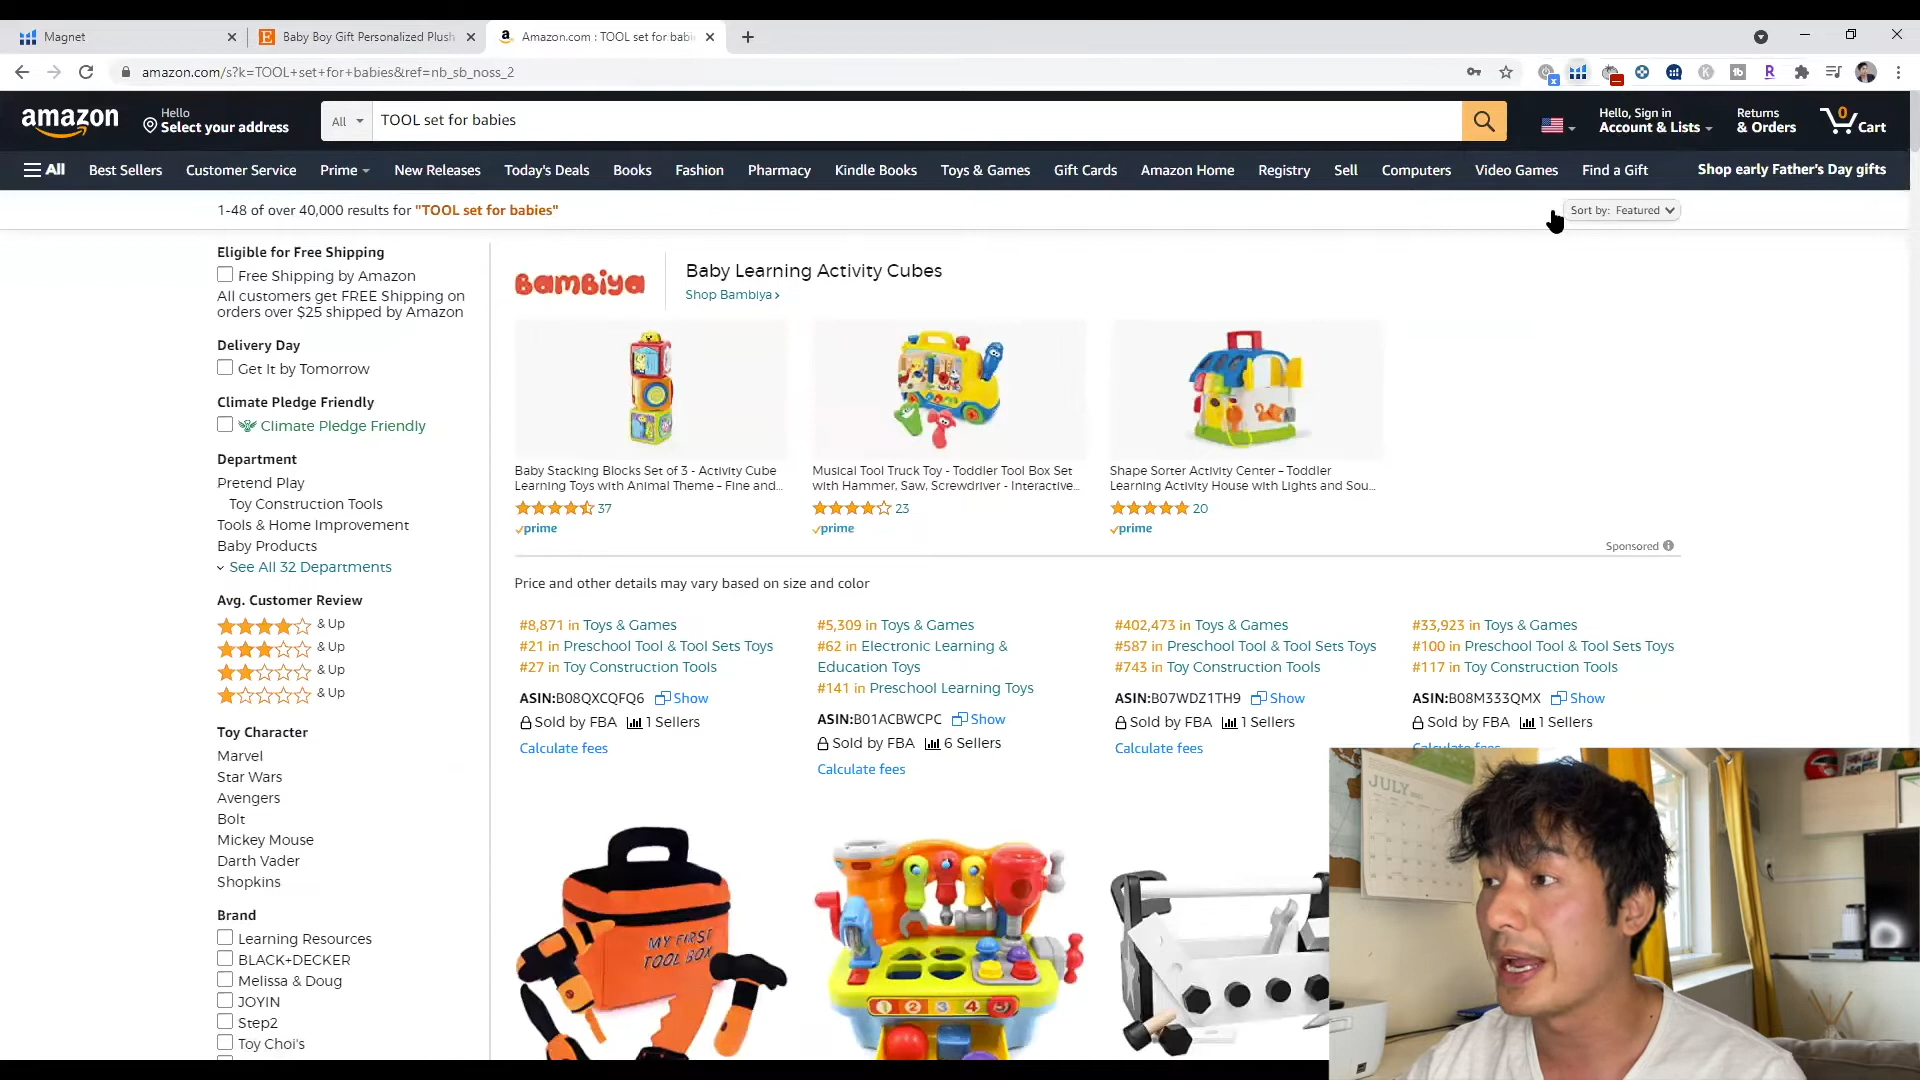 Magnet
Baby Boy Gift Personalized Plush
Amazon.com : TOOL set for babi
amazon.com/s?k=TOOL+set+for+babies&ref=nb_sb_noss_2
amazon
Hello
Select your address
All
TOOL set for babies
Hello, Sign in
Account & Lists
Returns
& Orders
0
Cart
All
Best Sellers
Customer Service
Prime
New Releases
Today's Deals
Books
Fashion
Pharmacy
Kindle Books
Toys & Games
Gift Cards
Amazon Home
Registry
Sell
Computers
Video Games
Find a Gift
Shop early Father's Day gifts
1-48 of over 40,000 results for "TOOL set for babies"
Sort by: Featured
Eligible for Free Shipping
Free Shipping by Amazon
All customers get FREE Shipping on
orders over $25 shipped by Amazon
Delivery Day
Get It by Tomorrow
Climate Pledge Friendly
Climate Pledge Friendly
Department
Pretend Play
Toy Construction Tools
Tools & Home Improvement
Baby Products
See All 32 Departments
Avg. Customer Review
& Up
& Up
& Up
& Up
Toy Character
Marvel
Star Wars
Avengers
Bolt
Mickey Mouse
Darth Vader
Shopkins
Brand
Learning Resources
BLACK+DECKER
Melissa & Doug
JOYIN
Step2
Toy Choi's
Bambiya
Baby Learning Activity Cubes
Shop Bambiya ›
Baby Stacking Blocks Set of 3 - Activity Cube
Learning Toys with Animal Theme – Fine and...
37
prime
Musical Tool Truck Toy - Toddler Tool Box Set
with Hammer, Saw, Screwdriver - Interactive...
23
prime
Shape Sorter Activity Center – Toddler
Learning Activity House with Lights and Sou...
20
prime
Sponsored
Price and other details may vary based on size and color
#8,871 in Toys & Games
#21 in Preschool Tool & Tool Sets Toys
#27 in Toy Construction Tools
ASIN:B08QXCQFQ6 Show
Sold by FBA 1 Sellers
Calculate fees
#5,309 in Toys & Games
#62 in Electronic Learning &
Education Toys
#141 in Preschool Learning Toys
ASIN:B01ACBWCPC Show
Sold by FBA 6 Sellers
Calculate fees
#402,473 in Toys & Games
#587 in Preschool Tool & Tool Sets Toys
#743 in Toy Construction Tools
ASIN:B07WDZ1TH9 Show
Sold by FBA 1 Sellers
Calculate fees
#33,923 in Toys & Games
#100 in Preschool Tool & Tool Sets Toys
#117 in Toy Construction Tools
ASIN:B08M333QMX Show
Sold by FBA 1 Sellers
Calculate fees
MY FIRST
TOOL BOX
1 2 3 4
JULY